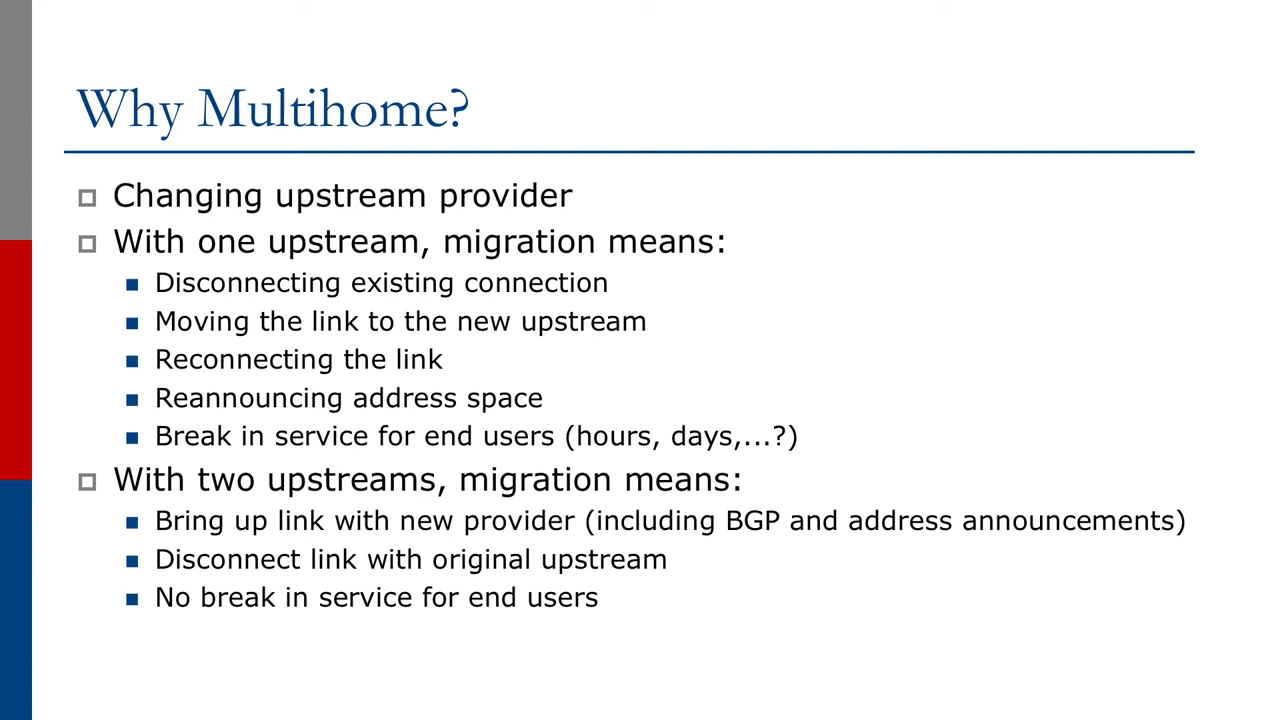 Why Multihome?
Changing upstream provider
With one upstream, migration means:
Disconnecting existing connection
Moving the link to the new upstream
Reconnecting the link
Reannouncing address space
Break in service for end users (hours, days,...?)
With two upstreams, migration means:
Bring up link with new provider (including BGP and address announcements)
Disconnect link with original upstream
No break in service for end users